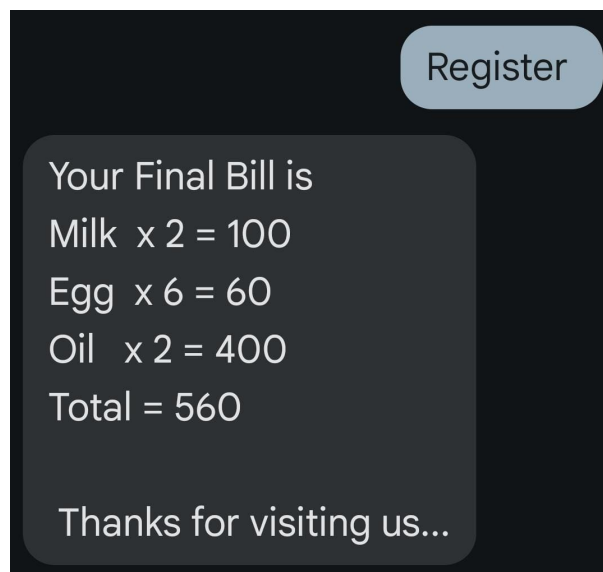 Register
Your Final Bill is
Milk  x 2 = 100
Egg  x 6 = 60
Oil   x 2 = 400
Total = 560
Thanks for visiting us...